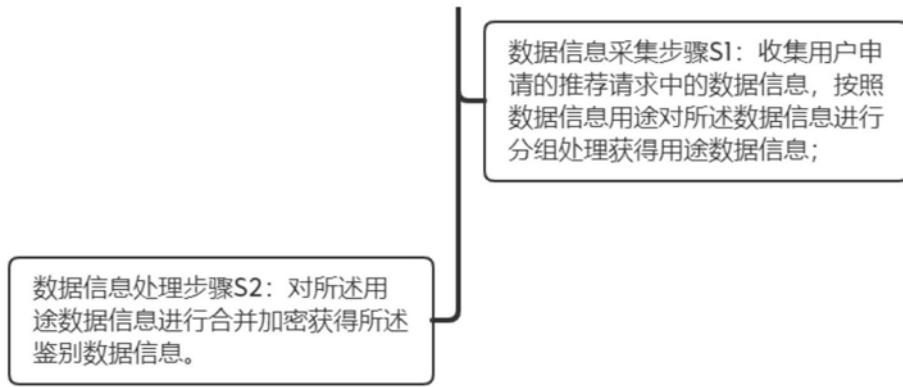 数据信息采集步骤S1：收集用户申
请的推荐请求中的数据信息，按照
数据信息用途对所述数据信息进行
分组处理获得用途数据信息；
数据信息处理步骤S2：对所述用
途数据信息进行合并加密获得所述
鉴别数据信息。